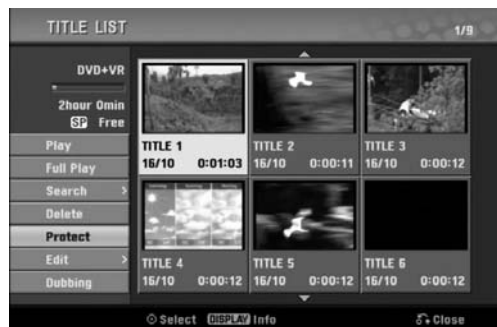 TITLE LIST
1/9
DVD+VR
2hour 0min
SP Free
Play
Full Play
Search >
Delete
Protect
Edit >
Dubbing
TITLE 1
16/10 0:01:03
TITLE 2
16/10 0:00:11
TITLE 3
16/10 0:00:12
TITLE 4
16/10 0:00:12
TITLE 5
16/10 0:00:12
TITLE 6
16/10 0:00:12
Select DISPLAY Info
Close